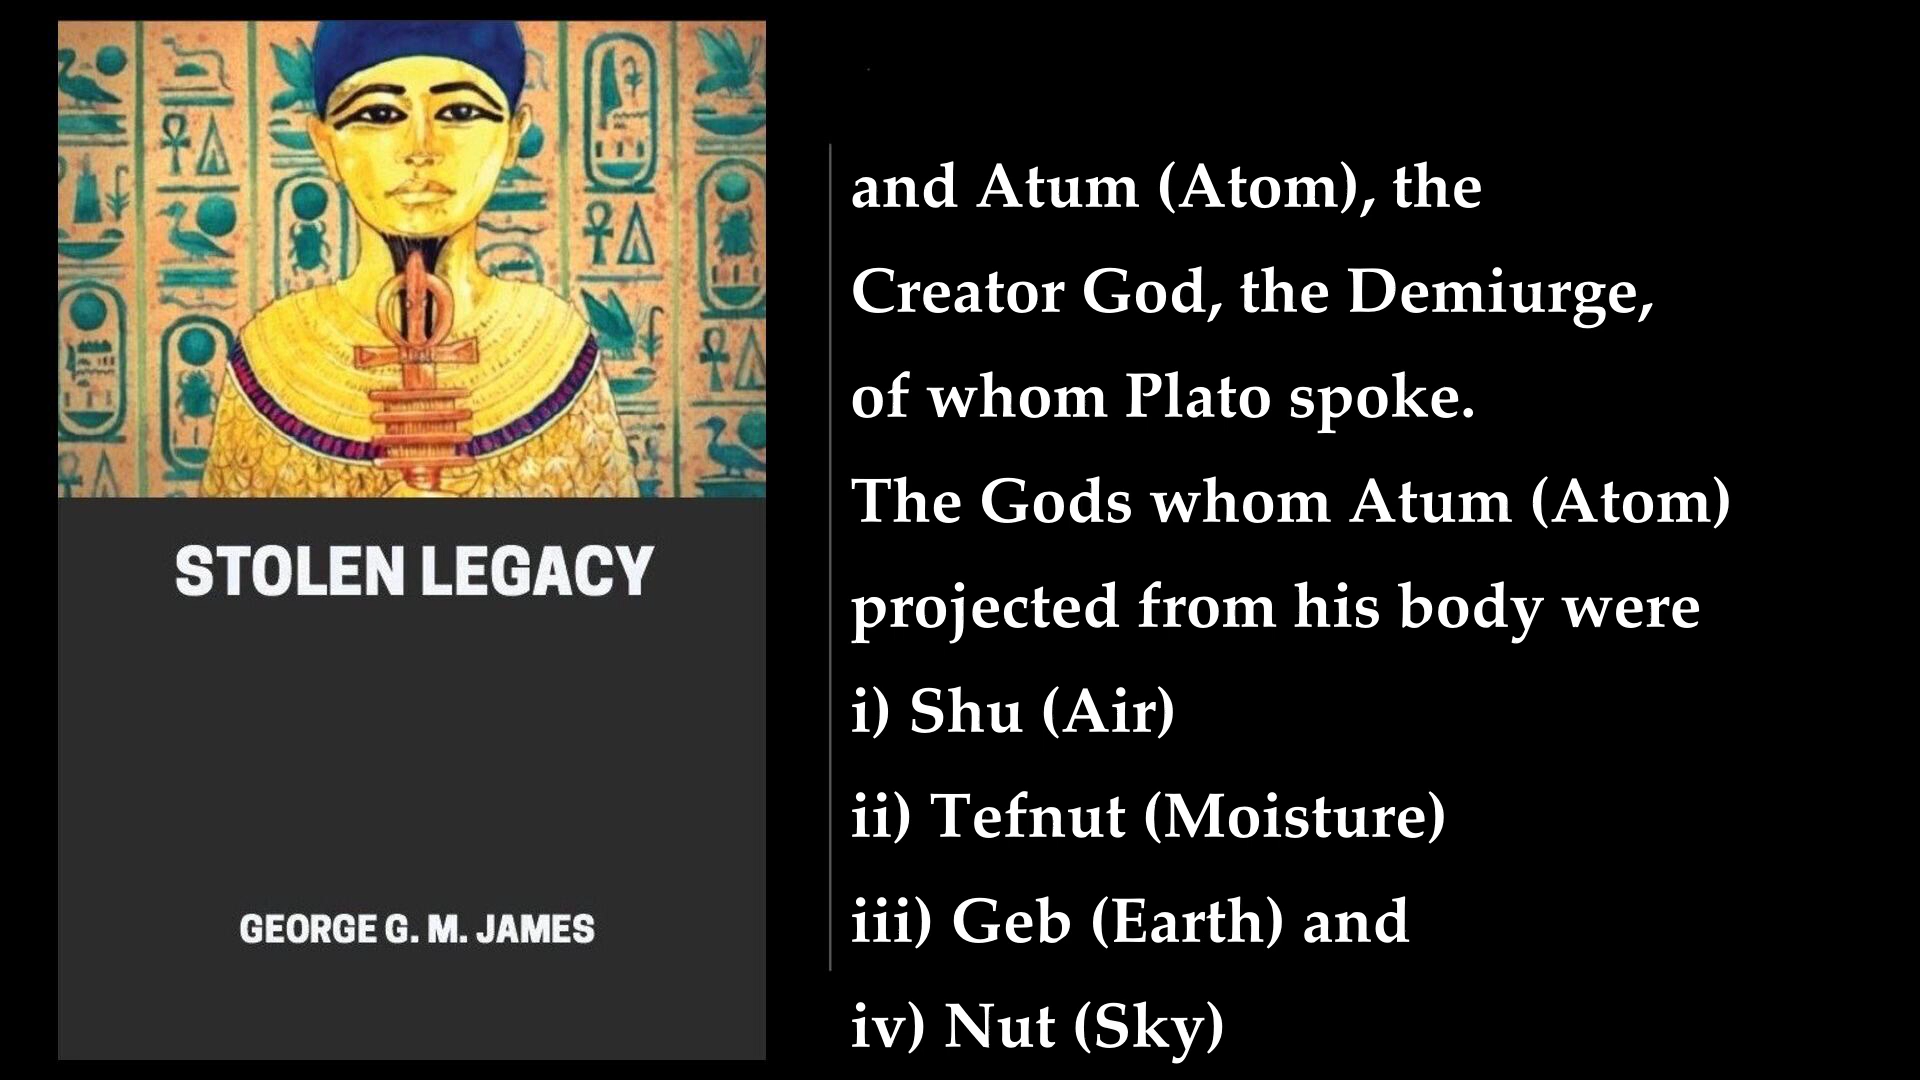 STOLEN LEGACY
GEORGE G. M. JAMES
and Atum (Atom), the
Creator God, the Demiurge,
of whom Plato spoke.
The Gods whom Atum (Atom)
projected from his body were
i) Shu (Air)
ii) Tefnut (Moisture)
iii) Geb (Earth) and
iv) Nut (Sky)